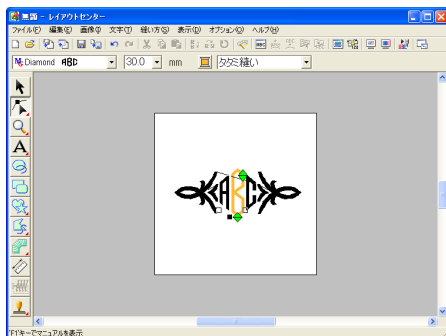 無題 - レイアウトセンター
ファイル(F) 編集(E) 画像(I) 文字(T) 縫い方(S) 表示(D) オプション(O) ヘルプ(H)
Diamond ABC 30.0 mm タタミ縫い
ABC
'F1'キーでマニュアルを表示